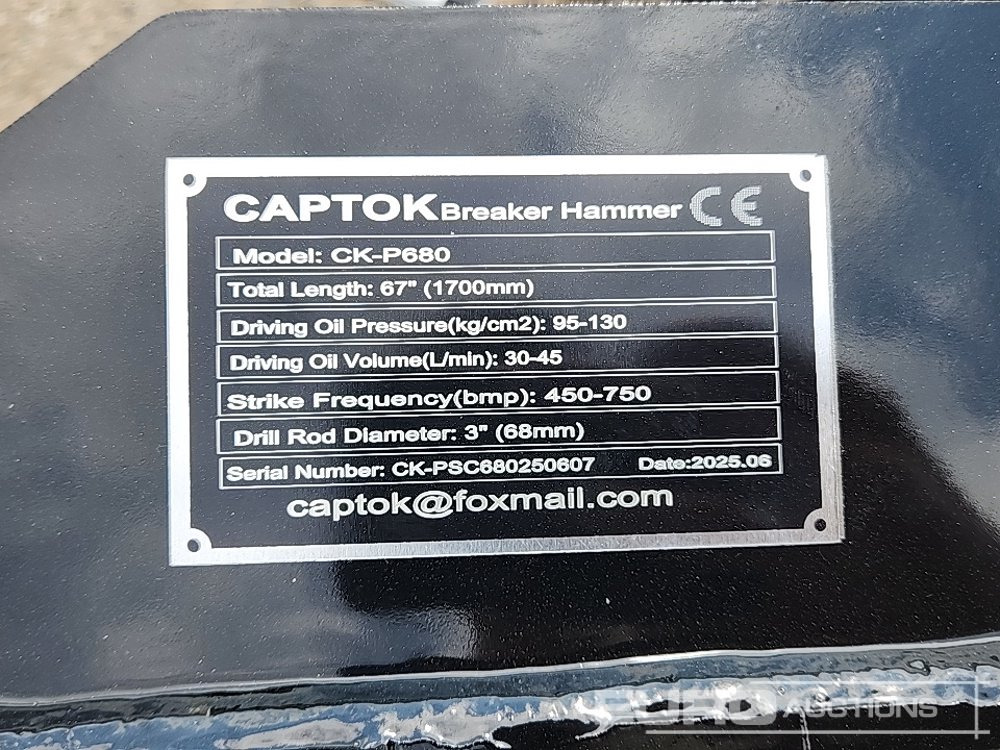 CAPTOK Breaker Hammer CE
Model: CK-P680
Total Length: 67" (1700mm)
Driving Oil Pressure(kg/cm2): 95-130
Driving Oil Volume(L/min): 30-45
Strike Frequency(bmp): 450-750
Drill Rod Diameter: 3" (68mm)
Serial Number: CK-PSC680250607 Date:2025.06
captok@foxmail.com
EURO AUCTIONS